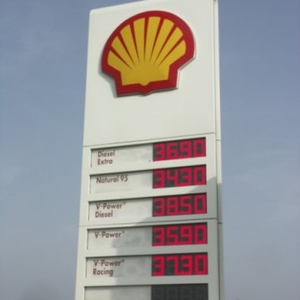 Diesel
Extra 36.90
Natural 95 34.30
V-Power
Diesel 38.50
V-Power 35.90
V-Power
Racing 37.30